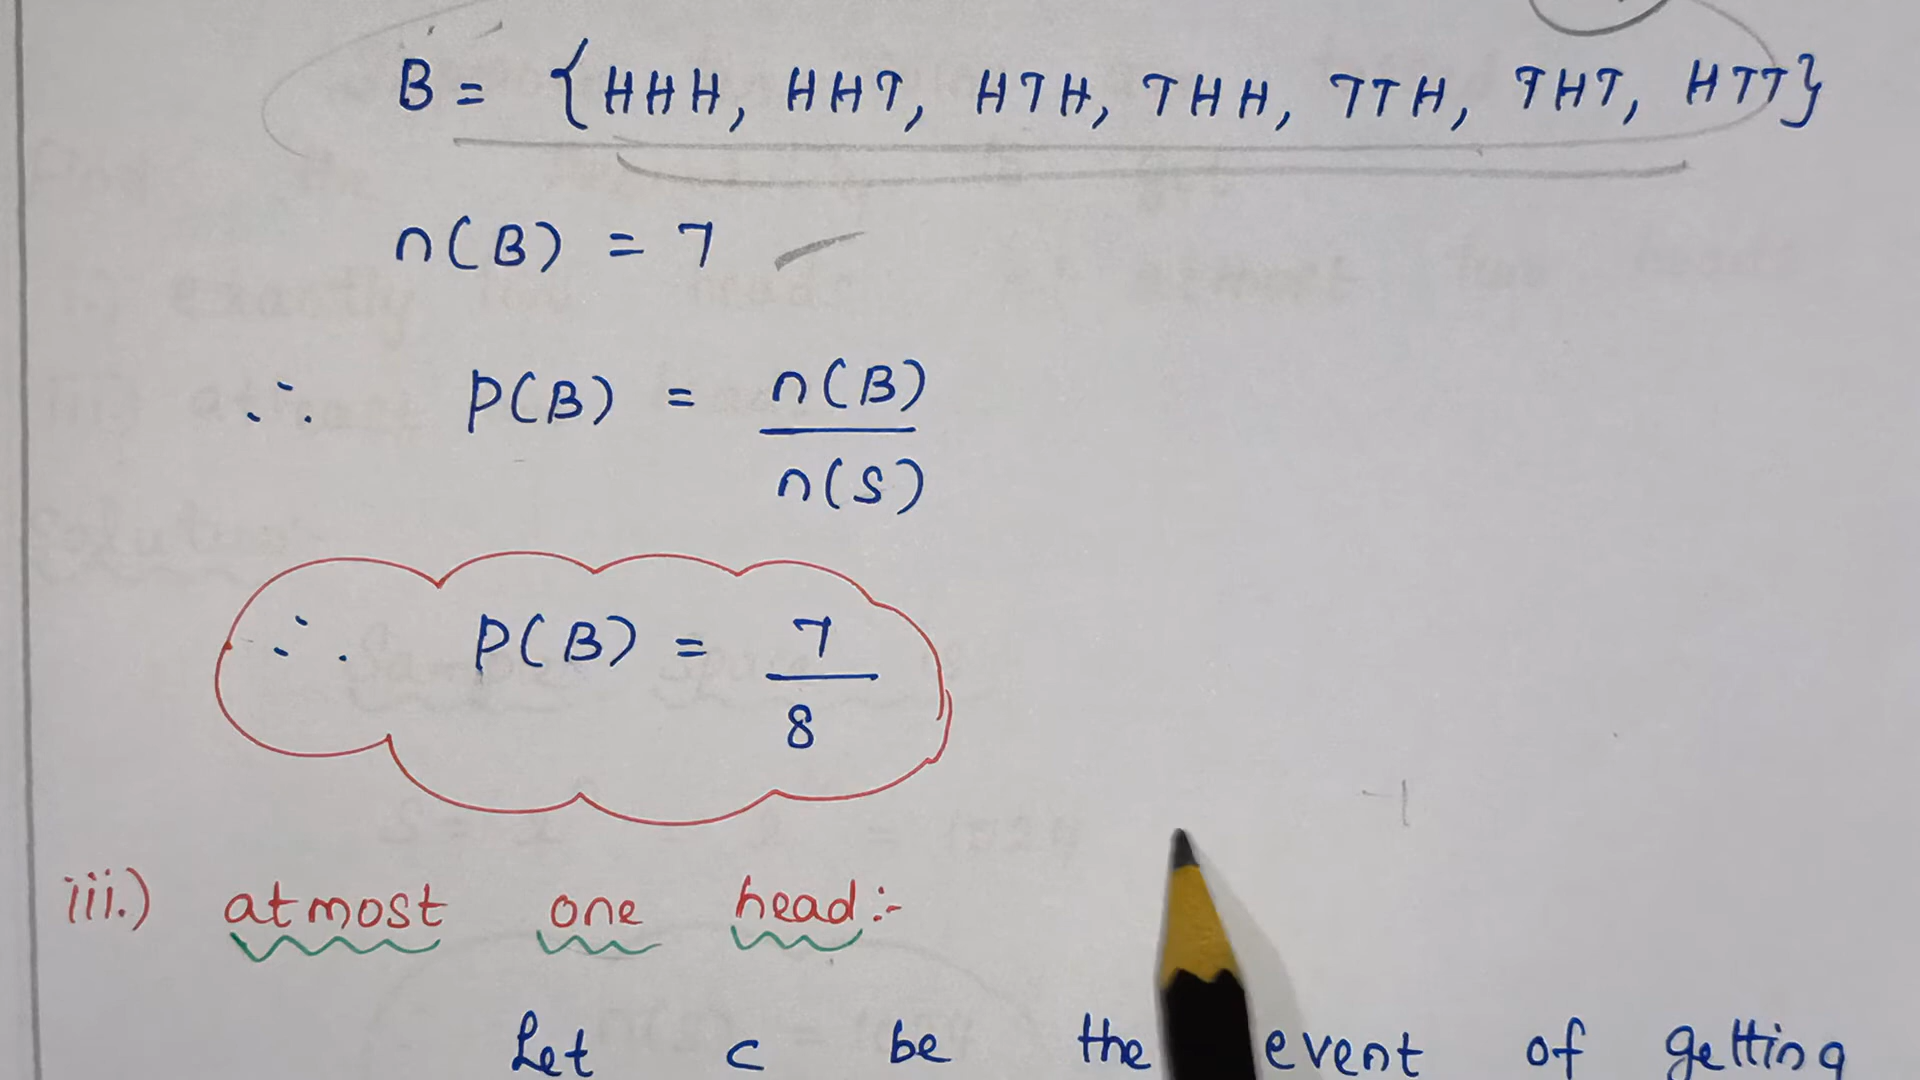 B = {HHH, HHT, HTH, THH, TTH, THT, HTT}
n(B) = 7
∴ P(B) = n(B)
n(S)
∴ P(B) = 7
8
iii.) atmost one head :-
Let c be the event of getting